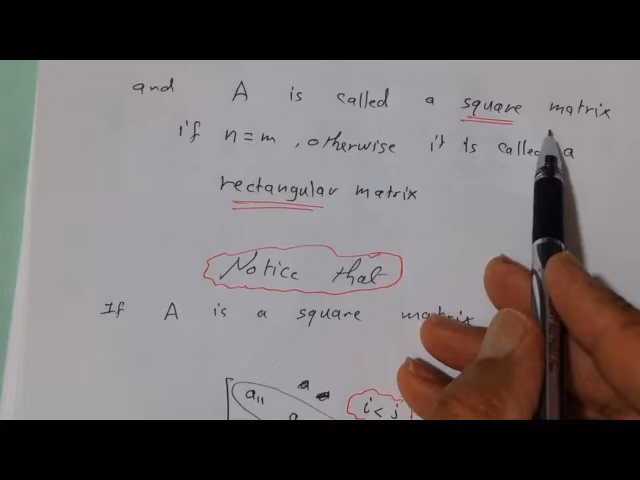 and A is called a square matrix
if n=m, otherwise it is called a
rectangular matrix
Notice that
If A is a square matrix
a₁₁
i < j